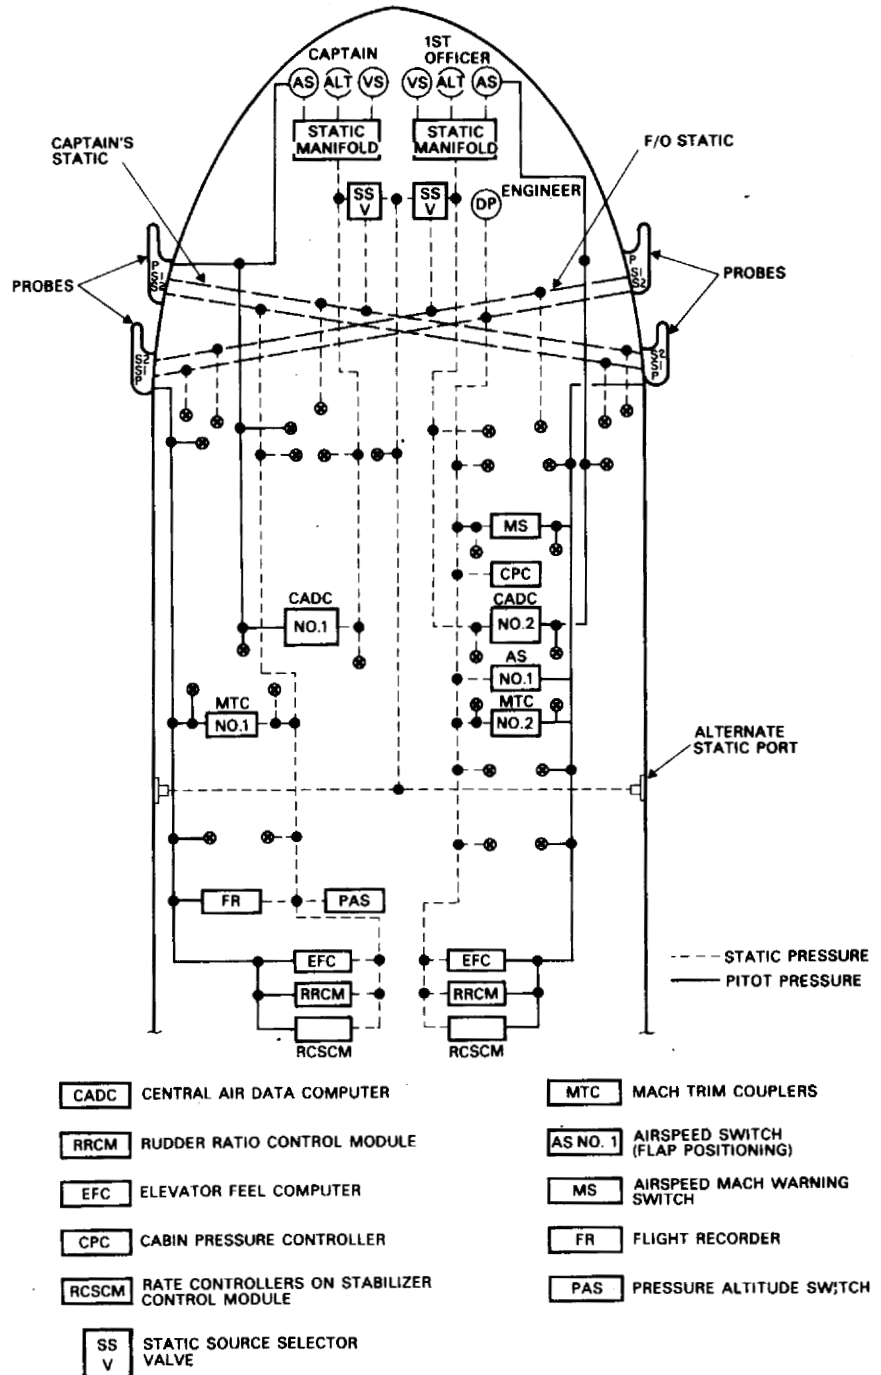 CAPTAIN
1ST
OFFICER
AS ALT VS VS ALT AS
STATIC
MANIFOLD
STATIC
MANIFOLD
CAPTAIN'S
STATIC
F/O STATIC
SS
V
SS
V
DP
ENGINEER
PROBES
P
S1
S2
P
S1
S2
PROBES
S2
S1
P
S2
S1
P
MS
CPC
CADC
NO.1
CADC
NO.2
AS
NO.1
MTC
NO.1
MTC
NO.2
ALTERNATE
STATIC PORT
FR
PAS
EFC
EFC
RRCM
RRCM
RCSCM
RCSCM
STATIC PRESSURE
PITOT PRESSURE
CADC CENTRAL AIR DATA COMPUTER
RRCM RUDDER RATIO CONTROL MODULE
EFC ELEVATOR FEEL COMPUTER
CPC CABIN PRESSURE CONTROLLER
RCSCM RATE CONTROLLERS ON STABILIZER
CONTROL MODULE
SS
V
STATIC SOURCE SELECTOR
VALVE
MTC MACH TRIM COUPLERS
AS NO. 1 AIRSPEED SWITCH
(FLAP POSITIONING)
MS AIRSPEED MACH WARNING
SWITCH
FR FLIGHT RECORDER
PAS PRESSURE ALTITUDE SWITCH